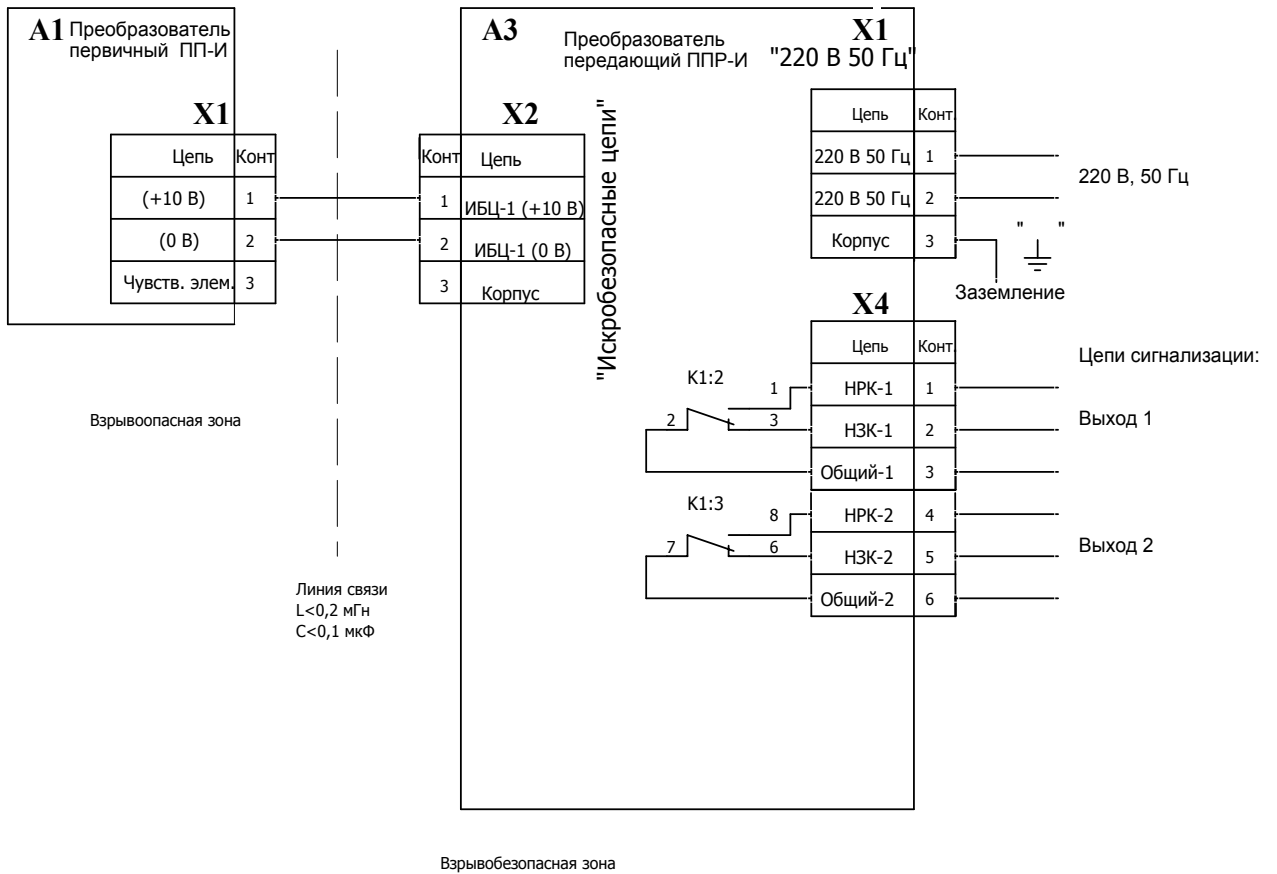 A1 Преобразователь
первичный ПП-И
X1
Цепь Конт
(+10 В) 1
(0 В) 2
Чувств. элем. 3
Взрывоопасная зона
Линия связи
L<0,2 мГн
C<0,1 мкФ
A3 Преобразователь
передающий ППР-И
X2
Конт Цепь
1 ИБЦ-1 (+10 В)
2 ИБЦ-1 (0 В)
3 Корпус
"Искробезопасные цепи"
X1
"220 В 50 Гц"
Цепь Конт.
220 В 50 Гц 1
220 В 50 Гц 2
Корпус 3
220 В, 50 Гц
" "
Заземление
X4
Цепь Конт.
НРК-1 1
НЗК-1 2
Общий-1 3
НРК-2 4
НЗК-2 5
Общий-2 6
K1:2
1
2 3
K1:3
8
7 6
Цепи сигнализации:
Выход 1
Выход 2
Взрывобезопасная зона